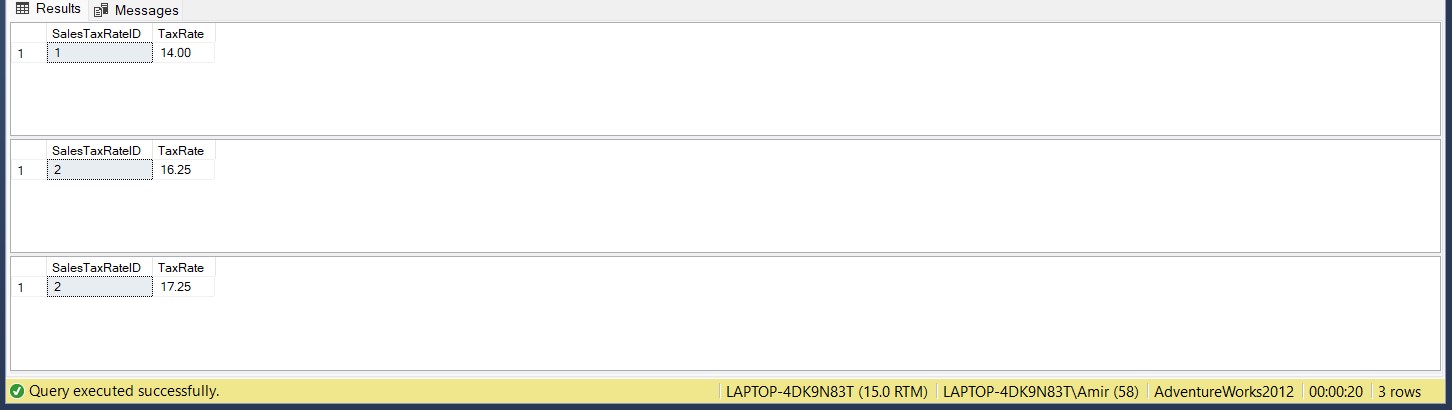 Results Messages
SalesTaxRateID TaxRate
1 1 14.00
SalesTaxRateID TaxRate
1 2 16.25
SalesTaxRateID TaxRate
1 2 17.25
Query executed successfully. LAPTOP-4DK9N83T (15.0 RTM) LAPTOP-4DK9N83T\Amir (58) AdventureWorks2012 00:00:20 3 rows